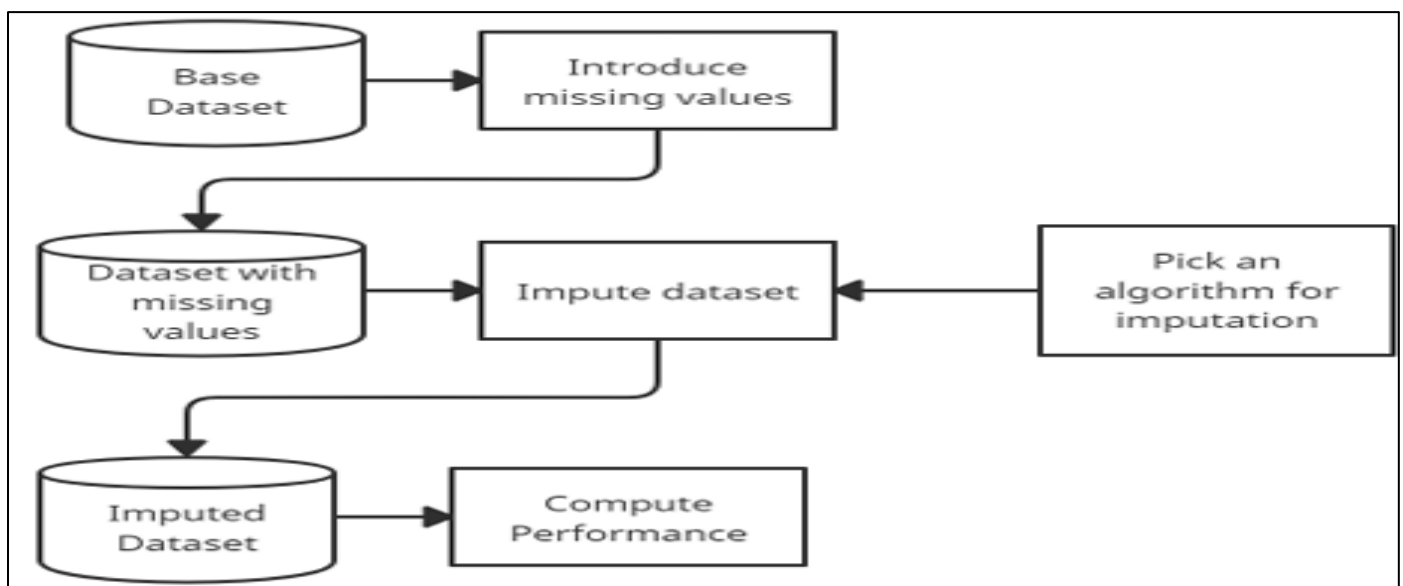 Base
Dataset
Introduce
missing values
Dataset with
missing
values
Impute dataset
Pick an
algorithm for
imputation
Imputed
Dataset
Compute
Performance